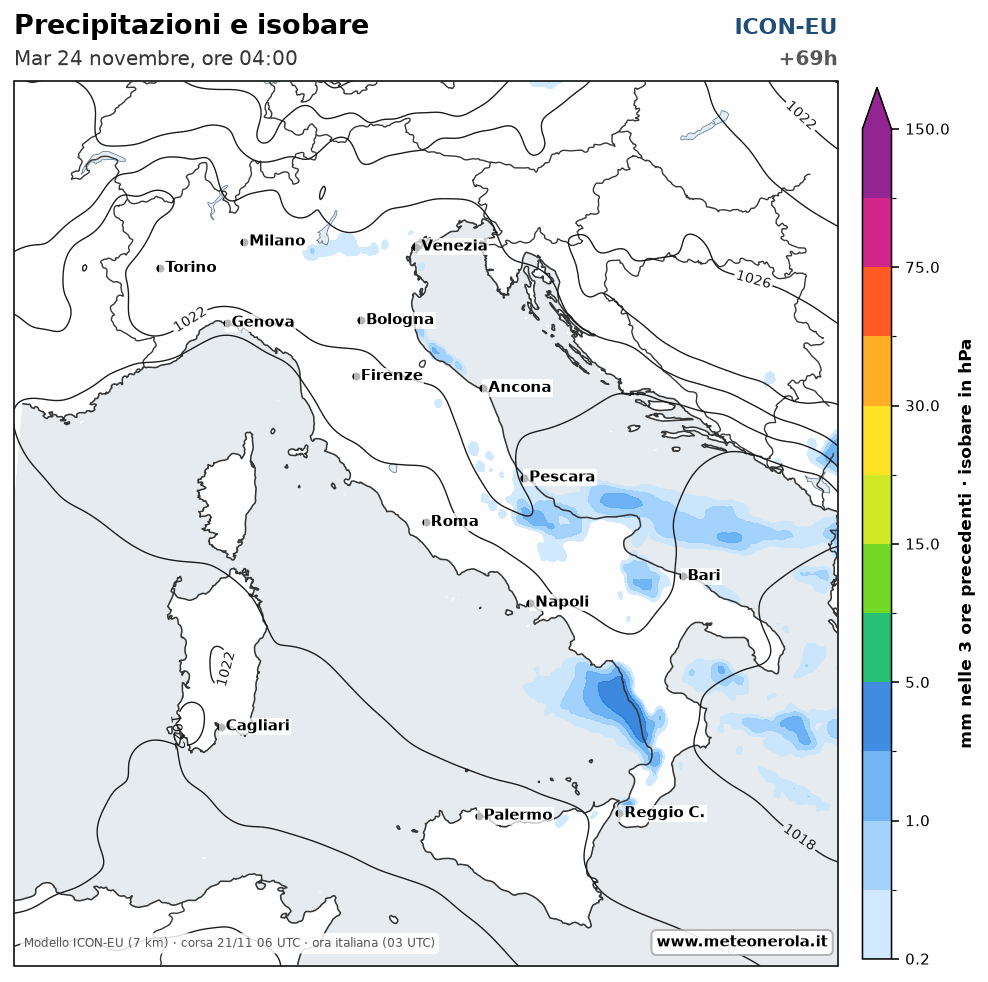 Precipitazioni e isobare
ICON-EU
Mar 24 novembre, ore 04:00
+69h
1022
150.0
Milano
Venezia
Torino
75.0
1026
1022
Genova
Bologna
Firenze
Ancona
30.0
Pescara
Roma
15.0
Bari
Napoli
1022
5.0
Cagliari
Palermo
Reggio C.
1.0
1018
mm nelle 3 ore precedenti · isobare in hPa
Modello ICON-EU (7 km) · corsa 21/11 06 UTC · ora italiana (03 UTC)
www.meteonerola.it
0.2